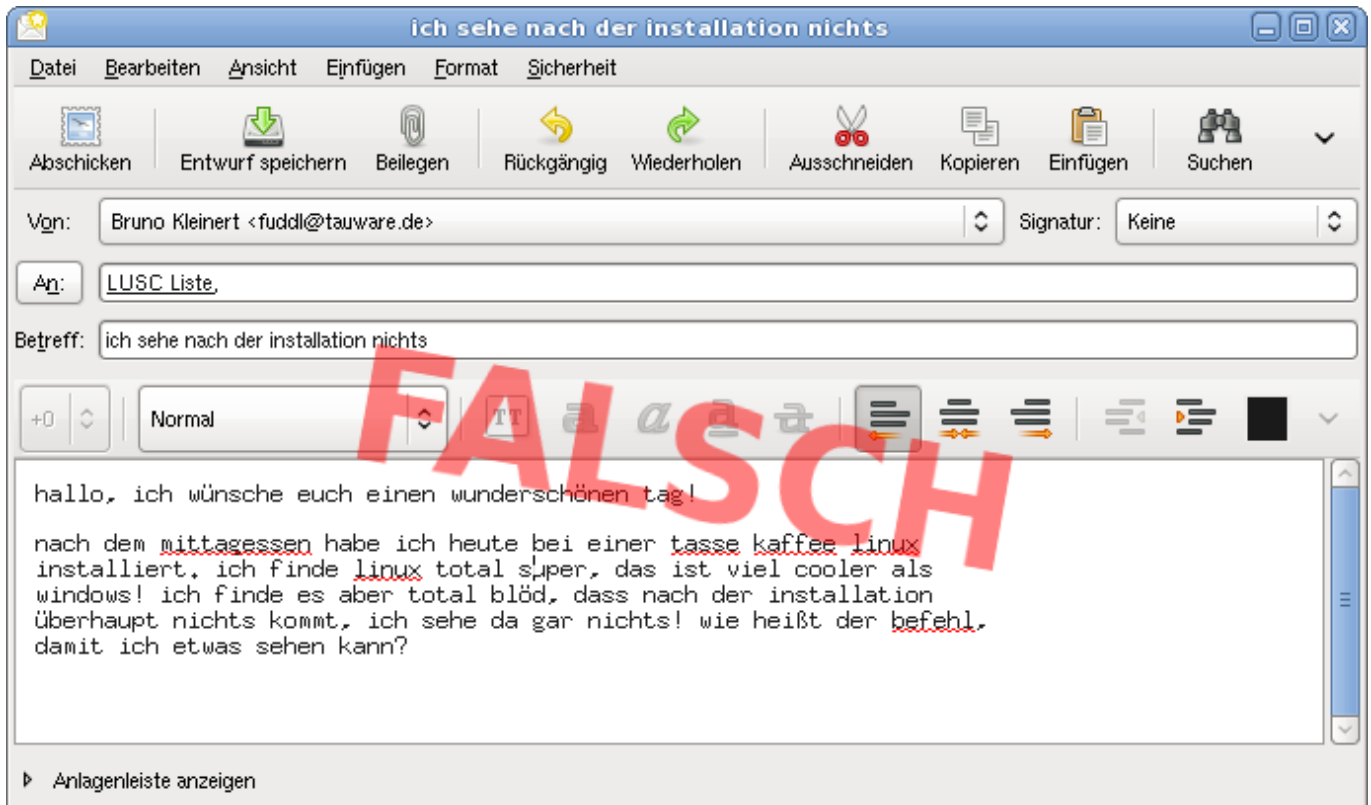 ich sehe nach der installation nichts
Datei Bearbeiten Ansicht Einfügen Format Sicherheit
Abschicken Entwurf speichern Beilegen Rückgängig Wiederholen Ausschneiden Kopieren Einfügen Suchen
Von: Bruno Kleinert <fuddl@tauware.de> Signatur: Keine
An: LUSC Liste,
Betreff: ich sehe nach der installation nichts
FALSCH
+0 Normal TT a a a a
hallo, ich wünsche euch einen wunderschönen tag!
nach dem mittagessen habe ich heute bei einer tasse kaffee linux
installiert. ich finde linux total super, das ist viel cooler als
windows! ich finde es aber total blöd, dass nach der installation
überhaupt nichts kommt, ich sehe da gar nichts! wie heißt der befehl,
damit ich etwas sehen kann?
Anlagenleiste anzeigen